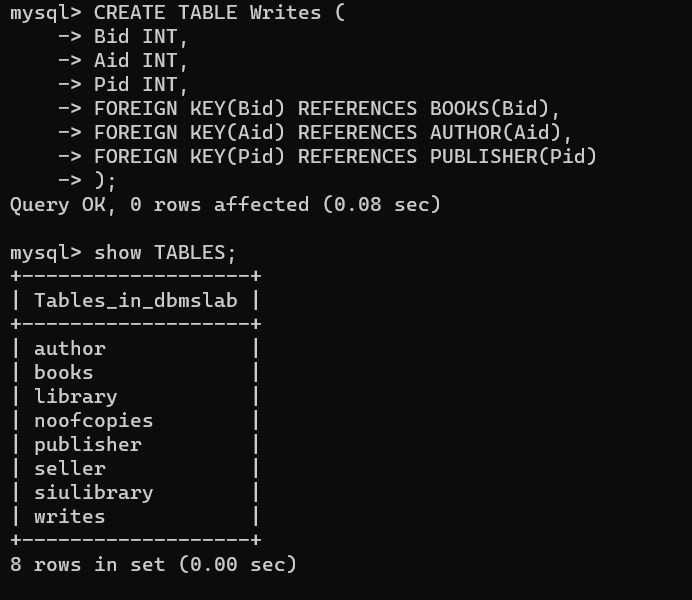 mysql> CREATE TABLE Writes (
    -> Bid INT,
    -> Aid INT,
    -> Pid INT,
    -> FOREIGN KEY(Bid) REFERENCES BOOKS(Bid),
    -> FOREIGN KEY(Aid) REFERENCES AUTHOR(Aid),
    -> FOREIGN KEY(Pid) REFERENCES PUBLISHER(Pid)
    -> );
Query OK, 0 rows affected (0.08 sec)

mysql> show TABLES;
+-------------------+
| Tables_in_dbmslab |
+-------------------+
| author            |
| books             |
| library           |
| noofcopies        |
| publisher         |
| seller            |
| siulibrary        |
| writes            |
+-------------------+
8 rows in set (0.00 sec)